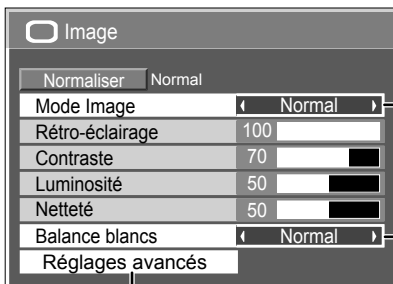 Image
Normaliser Normal
Mode Image Normal
Rétro-éclairage 100
Contraste 70
Luminosité 50
Netteté 50
Balance blancs Normal
Réglages avancés